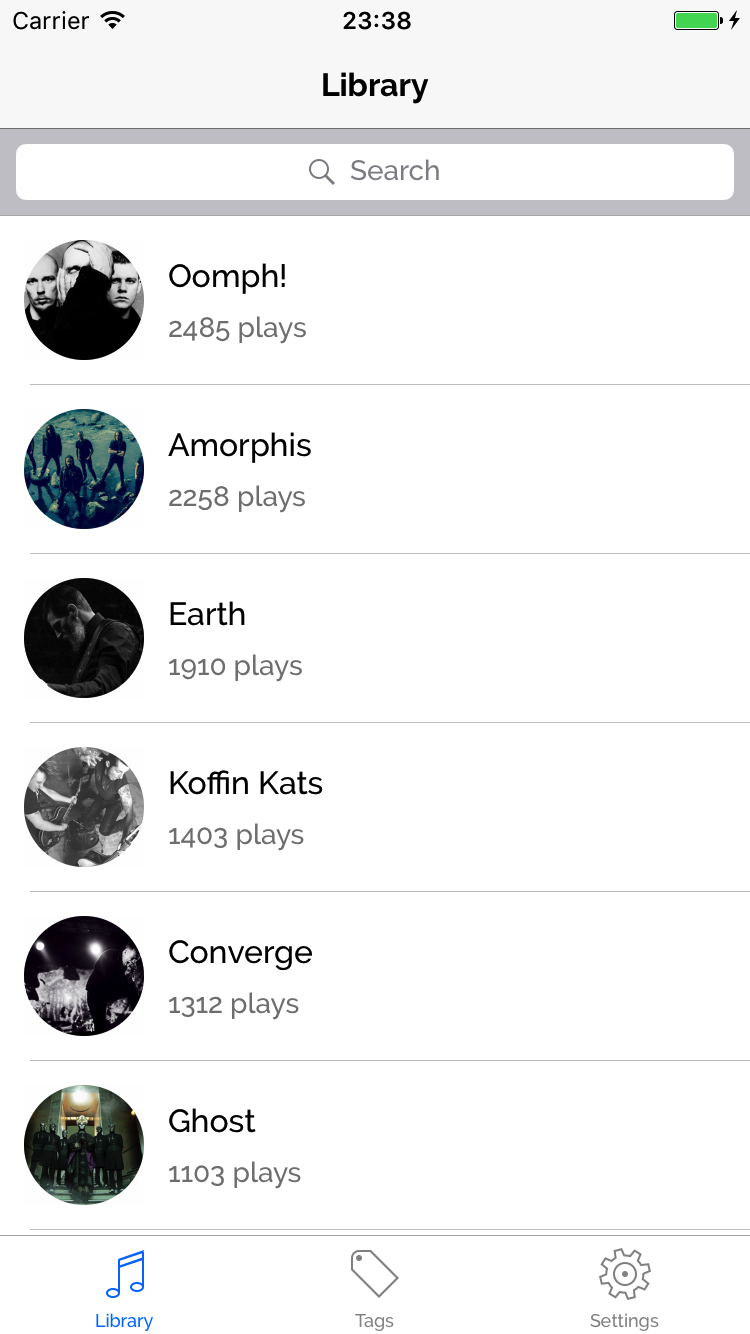 Carrier 23:38
Library
Search
Oomph!
2485 plays
Amorphis
2258 plays
Earth
1910 plays
Koffin Kats
1403 plays
Converge
1312 plays
Ghost
1103 plays
Library Tags Settings